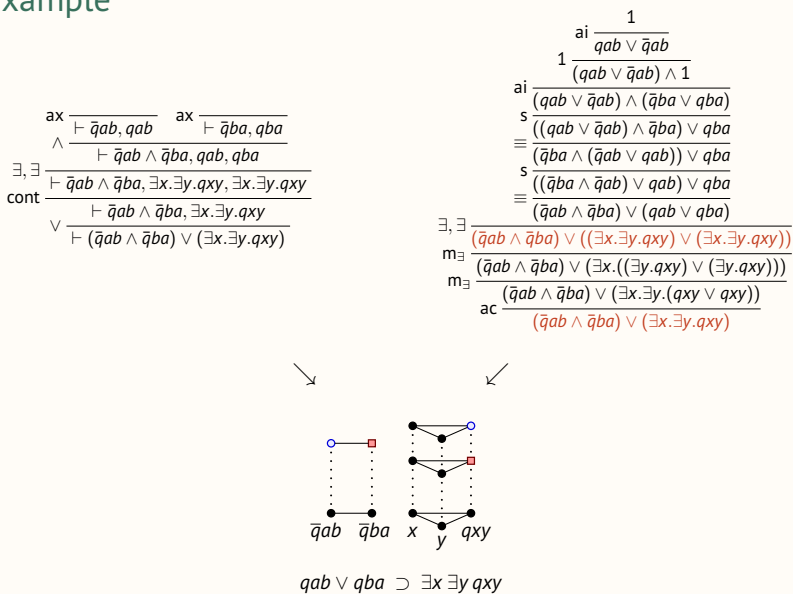 xample
ax
⊢ q̄ab, qab
ax
⊢ q̄ba, qba
∧
⊢ q̄ab ∧ q̄ba, qab, qba
∃, ∃
⊢ q̄ab ∧ q̄ba, ∃x.∃y.qxy, ∃x.∃y.qxy
cont
⊢ q̄ab ∧ q̄ba, ∃x.∃y.qxy
∨
⊢ (q̄ab ∧ q̄ba) ∨ (∃x.∃y.qxy)
1
ai
qab ∨ q̄ab
1
(qab ∨ q̄ab) ∧ 1
ai
(qab ∨ q̄ab) ∧ (q̄ba ∨ qba)
s
((qab ∨ q̄ab) ∧ q̄ba) ∨ qba
≡
(q̄ba ∧ (q̄ab ∨ qab)) ∨ qba
s
((q̄ba ∧ q̄ab) ∨ qab) ∨ qba
≡
(q̄ab ∧ q̄ba) ∨ (qab ∨ qba)
∃, ∃
(q̄ab ∧ q̄ba) ∨ ((∃x.∃y.qxy) ∨ (∃x.∃y.qxy))
m∃
(q̄ab ∧ q̄ba) ∨ (∃x.((∃y.qxy) ∨ (∃y.qxy)))
m∃
(q̄ab ∧ q̄ba) ∨ (∃x.∃y.(qxy ∨ qxy))
ac
(q̄ab ∧ q̄ba) ∨ (∃x.∃y.qxy)
↘ ↙
q̄ab q̄ba x y qxy
qab ∨ qba ⊃ ∃x ∃y qxy